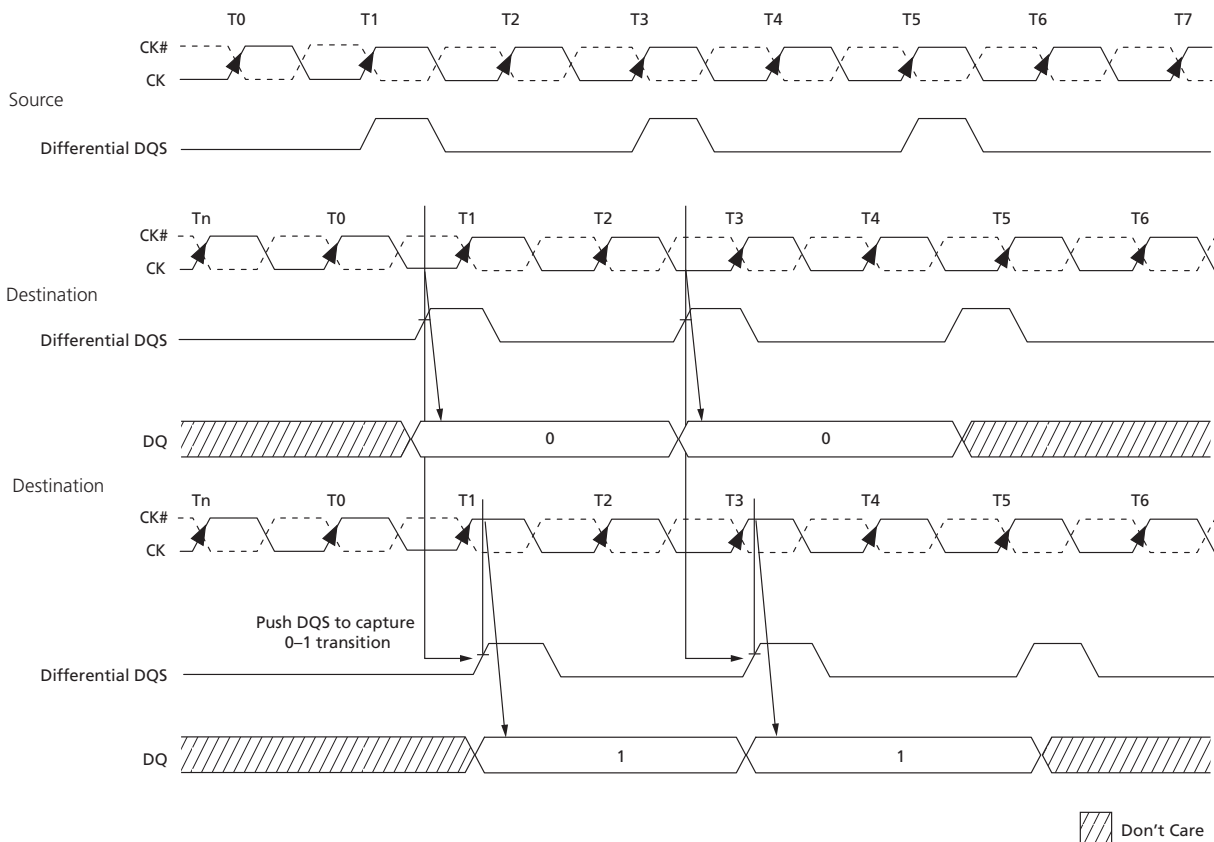 T0 T1 T2 T3 T4 T5 T6 T7
CK#
CK
Source
Differential DQS
Tn T0 T1 T2 T3 T4 T5 T6
CK#
CK
Destination
Differential DQS
DQ 0 0
Destination
Tn T0 T1 T2 T3 T4 T5 T6
CK#
CK
Push DQS to capture
0–1 transition
Differential DQS
DQ 1 1
Don't Care